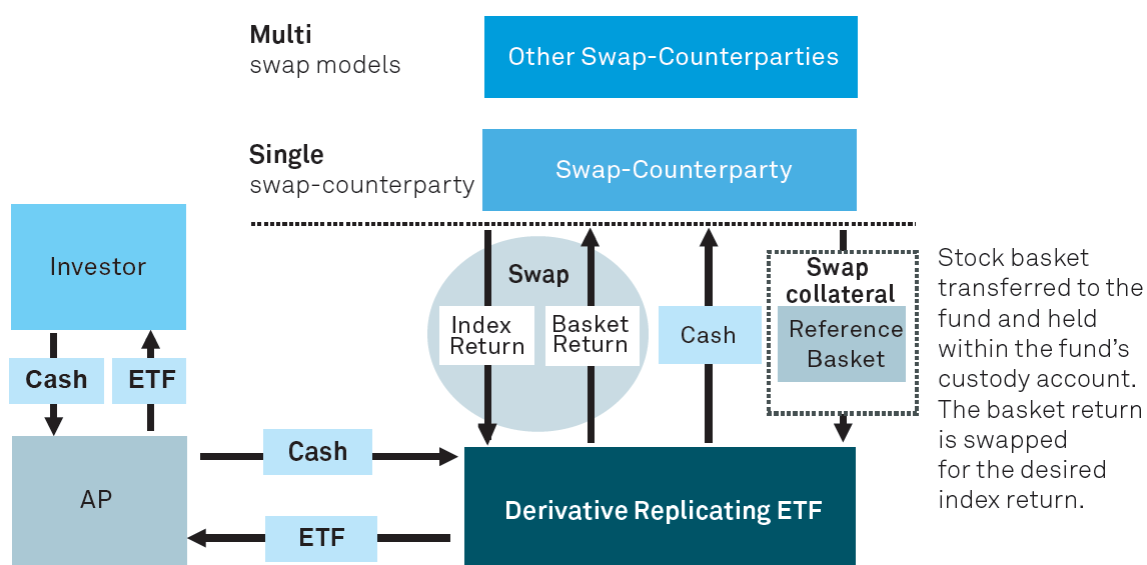 Multi
swap models
Other Swap-Counterparties
Single
swap-counterparty
Swap-Counterparty
Investor
Cash
ETF
AP
Cash
ETF
Swap
Index
Return
Basket
Return
Cash
Swap
collateral
Reference
Basket
Derivative Replicating ETF
Stock basket
transferred to the
fund and held
within the fund’s
custody account.
The basket return
is swapped
for the desired
index return.